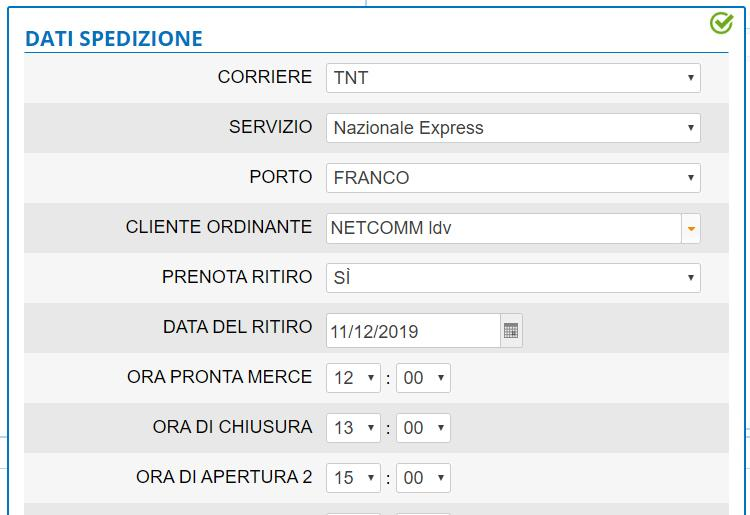 DATI SPEDIZIONE
CORRIERE TNT
SERVIZIO Nazionale Express
PORTO FRANCO
CLIENTE ORDINANTE NETCOMM ldv
PRENOTA RITIRO SÌ
DATA DEL RITIRO 11/12/2019
ORA PRONTA MERCE 12 : 00
ORA DI CHIUSURA 13 : 00
ORA DI APERTURA 2 15 : 00